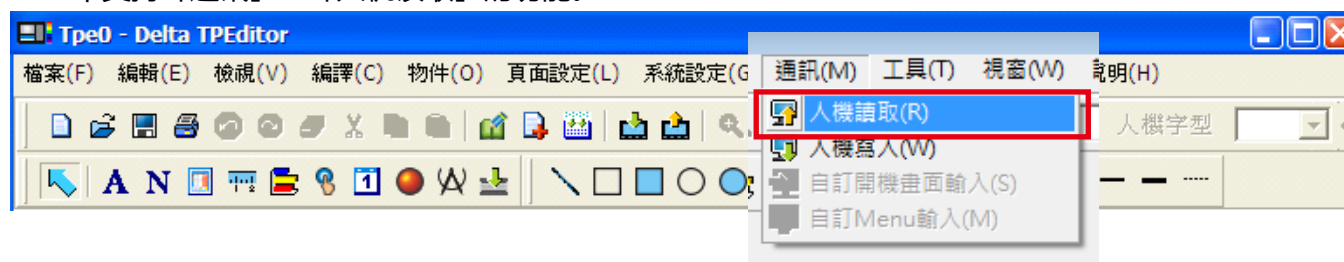 Tpe0 - Delta TPEditor
檔案(F) 編輯(E) 檢視(V) 編譯(C) 物件(O) 頁面設定(L) 系統設定(G 通訊(M) 工具(T) 視窗(W) 說明(H)
人機讀取(R)
人機字型
人機寫入(W)
A N 1
自訂開機畫面輸入(S)
自訂Menu輸入(M)